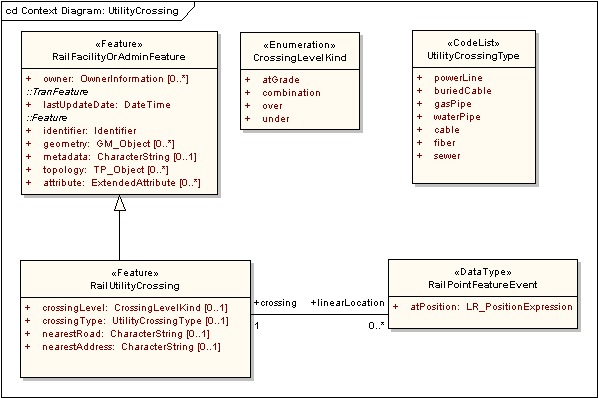 cd Context Diagram: UtilityCrossing
«Feature»
RailFacilityOrAdminFeature
+ owner: OwnerInformation [0..*]
::TranFeature
+ lastUpdateDate: DateTime
::Feature
+ identifier: Identifier
+ geometry: GM_Object [0..*]
+ metadata: CharacterString [0..1]
+ topology: TP_Object [0..*]
+ attribute: ExtendedAttribute [0..*]
«Enumeration»
CrossingLevelKind
+ atGrade
+ combination
+ over
+ under
«CodeList»
UtilityCrossingType
+ powerLine
+ buriedCable
+ gasPipe
+ waterPipe
+ cable
+ fiber
+ sewer
«Feature»
RailUtilityCrossing
+ crossingLevel: CrossingLevelKind [0..1]
+ crossingType: UtilityCrossingType [0..1]
+ nearestRoad: CharacterString [0..1]
+ nearestAddress: CharacterString [0..1]
+crossing +linearLocation
1 0..*
«DataType»
RailPointFeatureEvent
+ atPosition: LR_PositionExpression